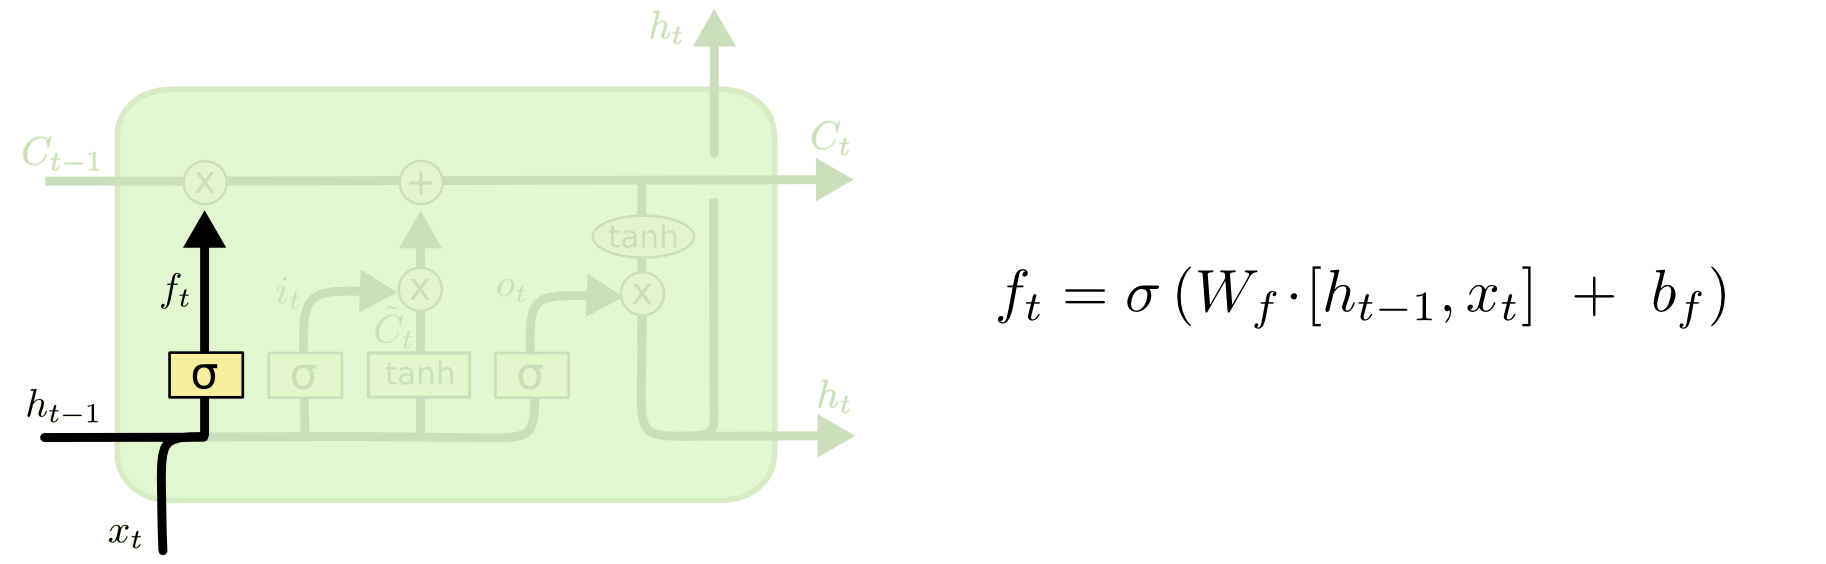 h_t
C_{t-1}
C_t
x
+
tanh
f_t
i_t
x
o_t
x
C̃_t
σ
σ
tanh
σ
h_{t-1}
h_t
x_t
f_t = σ (W_f · [h_{t-1}, x_t] + b_f)